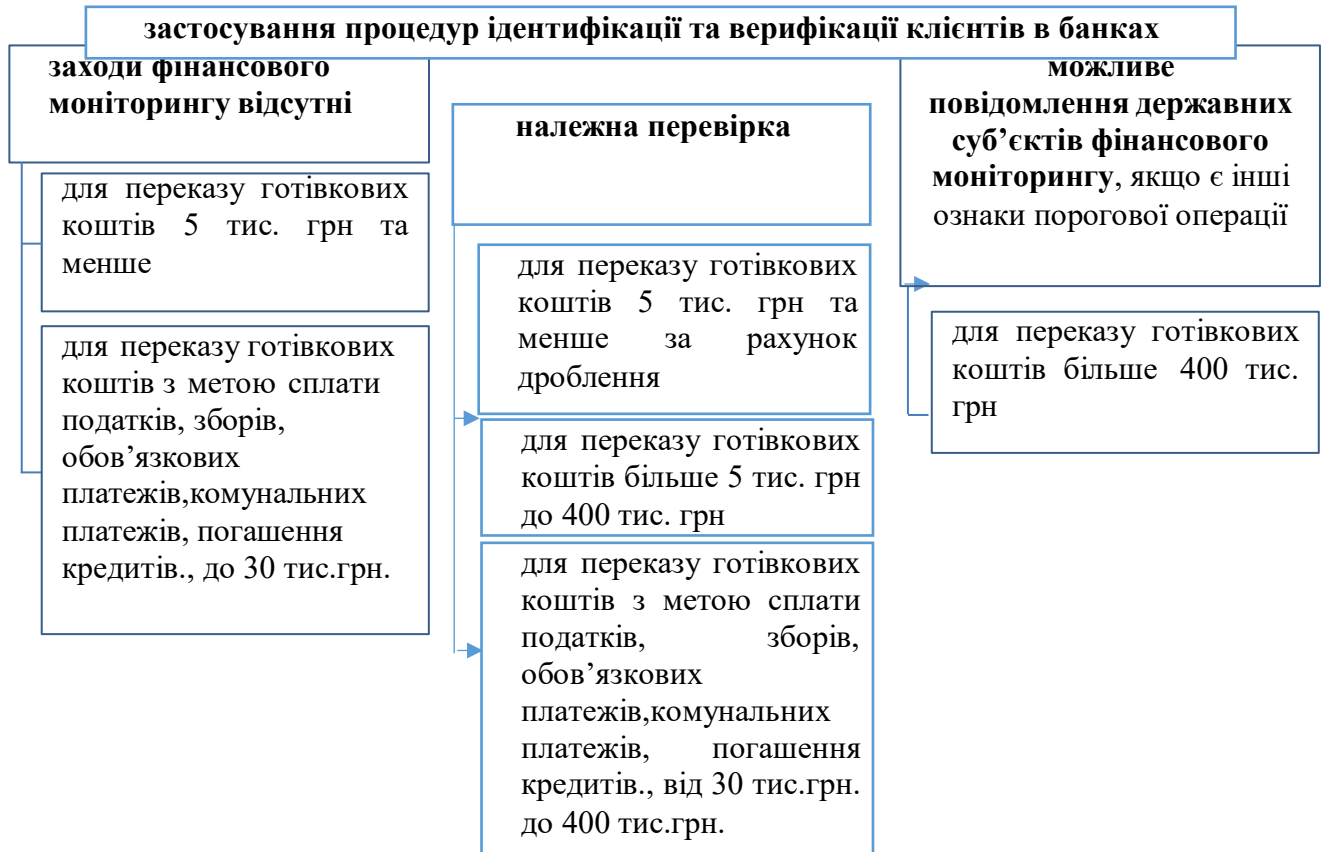 застосування процедур ідентифікації та верифікації клієнтів в банках
заходи фінансового
моніторингу відсутні
для переказу готівкових
коштів 5 тис. грн та
менше
для переказу готівкових
коштів з метою сплати
податків, зборів,
обов’язкових
платежів,комунальних
платежів, погашення
кредитів., до 30 тис.грн.
належна перевірка
для переказу готівкових
коштів 5 тис. грн та
менше за рахунок
дроблення
для переказу готівкових
коштів більше 5 тис. грн
до 400 тис. грн
для переказу готівкових
коштів з метою сплати
податків, зборів,
обов’язкових
платежів,комунальних
платежів, погашення
кредитів., від 30 тис.грн.
до 400 тис.грн.
можливе
повідомлення державних
суб’єктів фінансового
моніторингу, якщо є інші
ознаки порогової операції
для переказу готівкових
коштів більше 400 тис.
грн